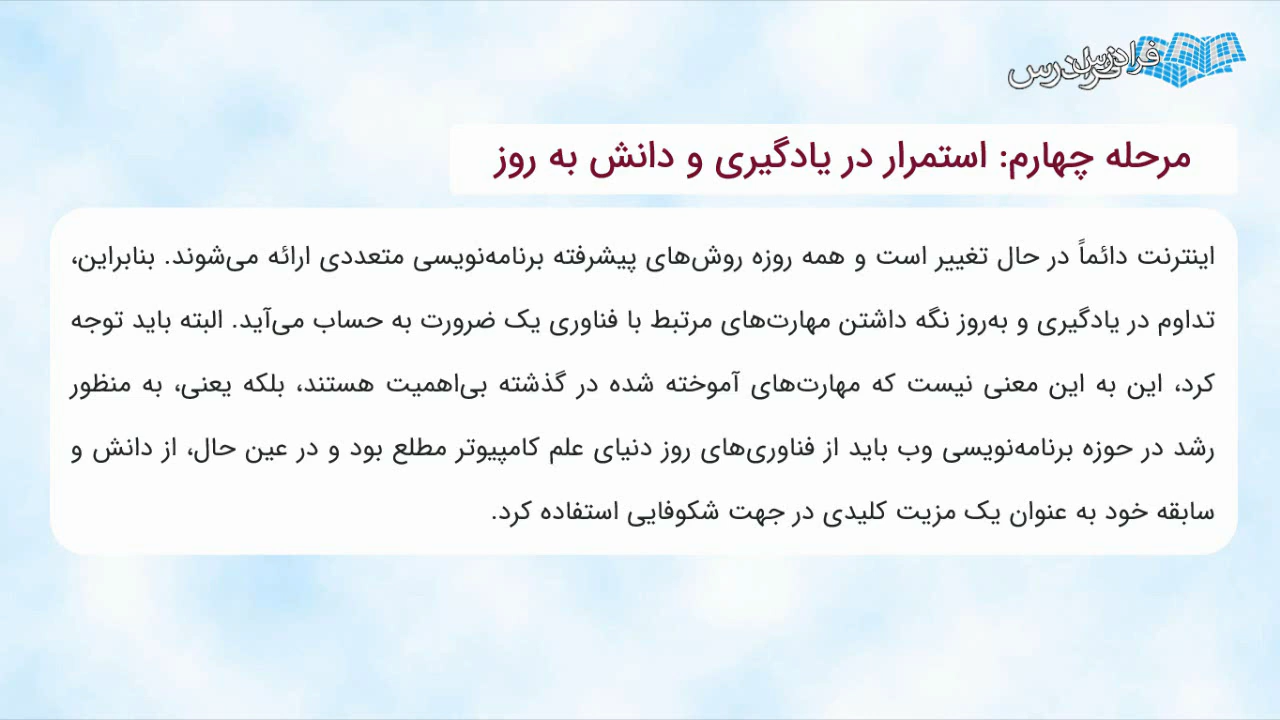 فرادرس
مرحله چهارم: استمرار در یادگیری و دانش به روز
اینترنت دائماً در حال تغییر است و همه روزه روش‌های پیشرفته برنامه‌نویسی متعددی ارائه می‌شوند. بنابراین،
تداوم در یادگیری و به‌روز نگه داشتن مهارت‌های مرتبط با فناوری یک ضرورت به حساب می‌آید. البته باید توجه
کرد، این به این معنی نیست که مهارت‌های آموخته شده در گذشته بی‌اهمیت هستند، بلکه یعنی، به منظور
رشد در حوزه برنامه‌نویسی وب باید از فناوری‌های روز دنیای علم کامپیوتر مطلع بود و در عین حال، از دانش و
سابقه خود به عنوان یک مزیت کلیدی در جهت شکوفایی استفاده کرد.